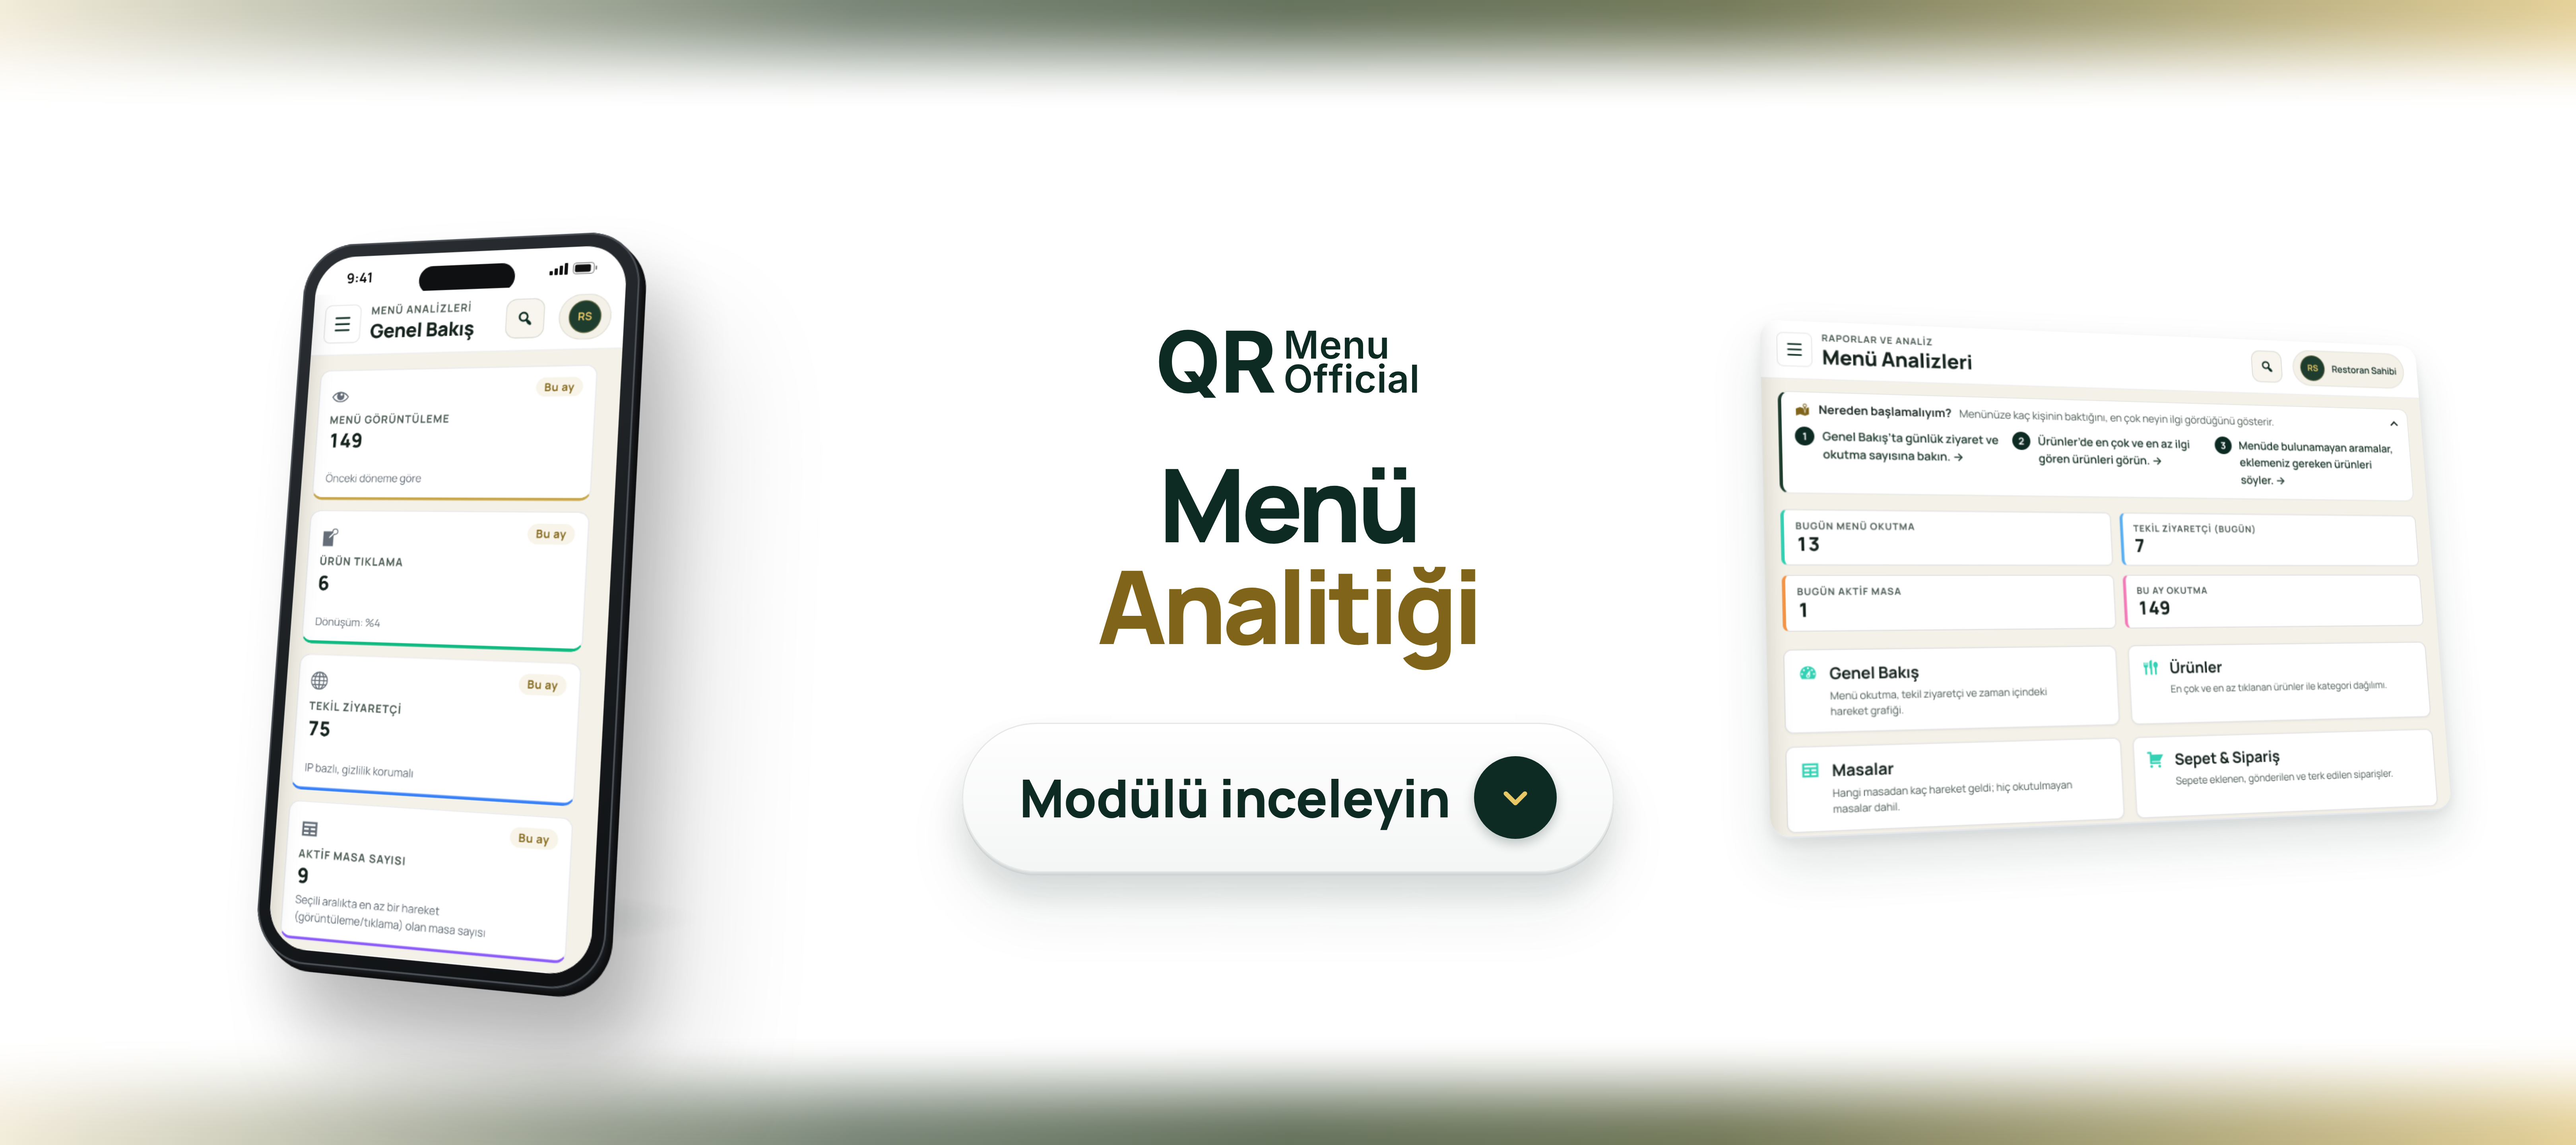 9:41
MENÜ ANALİZLERİ
Genel Bakış
RS
Bu ay
MENÜ GÖRÜNTÜLEME
149
Önceki döneme göre
Bu ay
ÜRÜN TIKLAMA
6
Dönüşüm: %4
Bu ay
TEKİL ZİYARETÇİ
75
IP bazlı, gizlilik korumalı
Bu ay
AKTİF MASA SAYISI
9
Seçili aralıkta en az bir hareket
(görüntüleme/tıklama) olan masa sayısı
QR Menu
Official
Menü
Analitiği
Modülü inceleyin
RAPORLAR VE ANALİZ
Menü Analizleri
RS Restoran Sahibi
Nereden başlamalıyım? Menünüze kaç kişinin baktığını, en çok neyin ilgi gördüğünü gösterir.
1 Genel Bakış'ta günlük ziyaret ve
okutma sayısına bakın. →
2 Ürünler'de en çok ve en az ilgi
gören ürünleri görün. →
3 Menüde bulunamayan aramalar,
eklemeniz gereken ürünleri
söyler. →
BUGÜN MENÜ OKUTMA
13
TEKİL ZİYARETÇİ (BUGÜN)
7
BUGÜN AKTİF MASA
1
BU AY OKUTMA
149
Genel Bakış
Menü okutma, tekil ziyaretçi ve zaman içindeki
hareket grafiği.
Ürünler
En çok ve en az tıklanan ürünler ile kategori dağılımı.
Masalar
Hangi masadan kaç hareket geldi; hiç okutulmayan
masalar dahil.
Sepet & Sipariş
Sepete eklenen, gönderilen ve terk edilen siparişler.